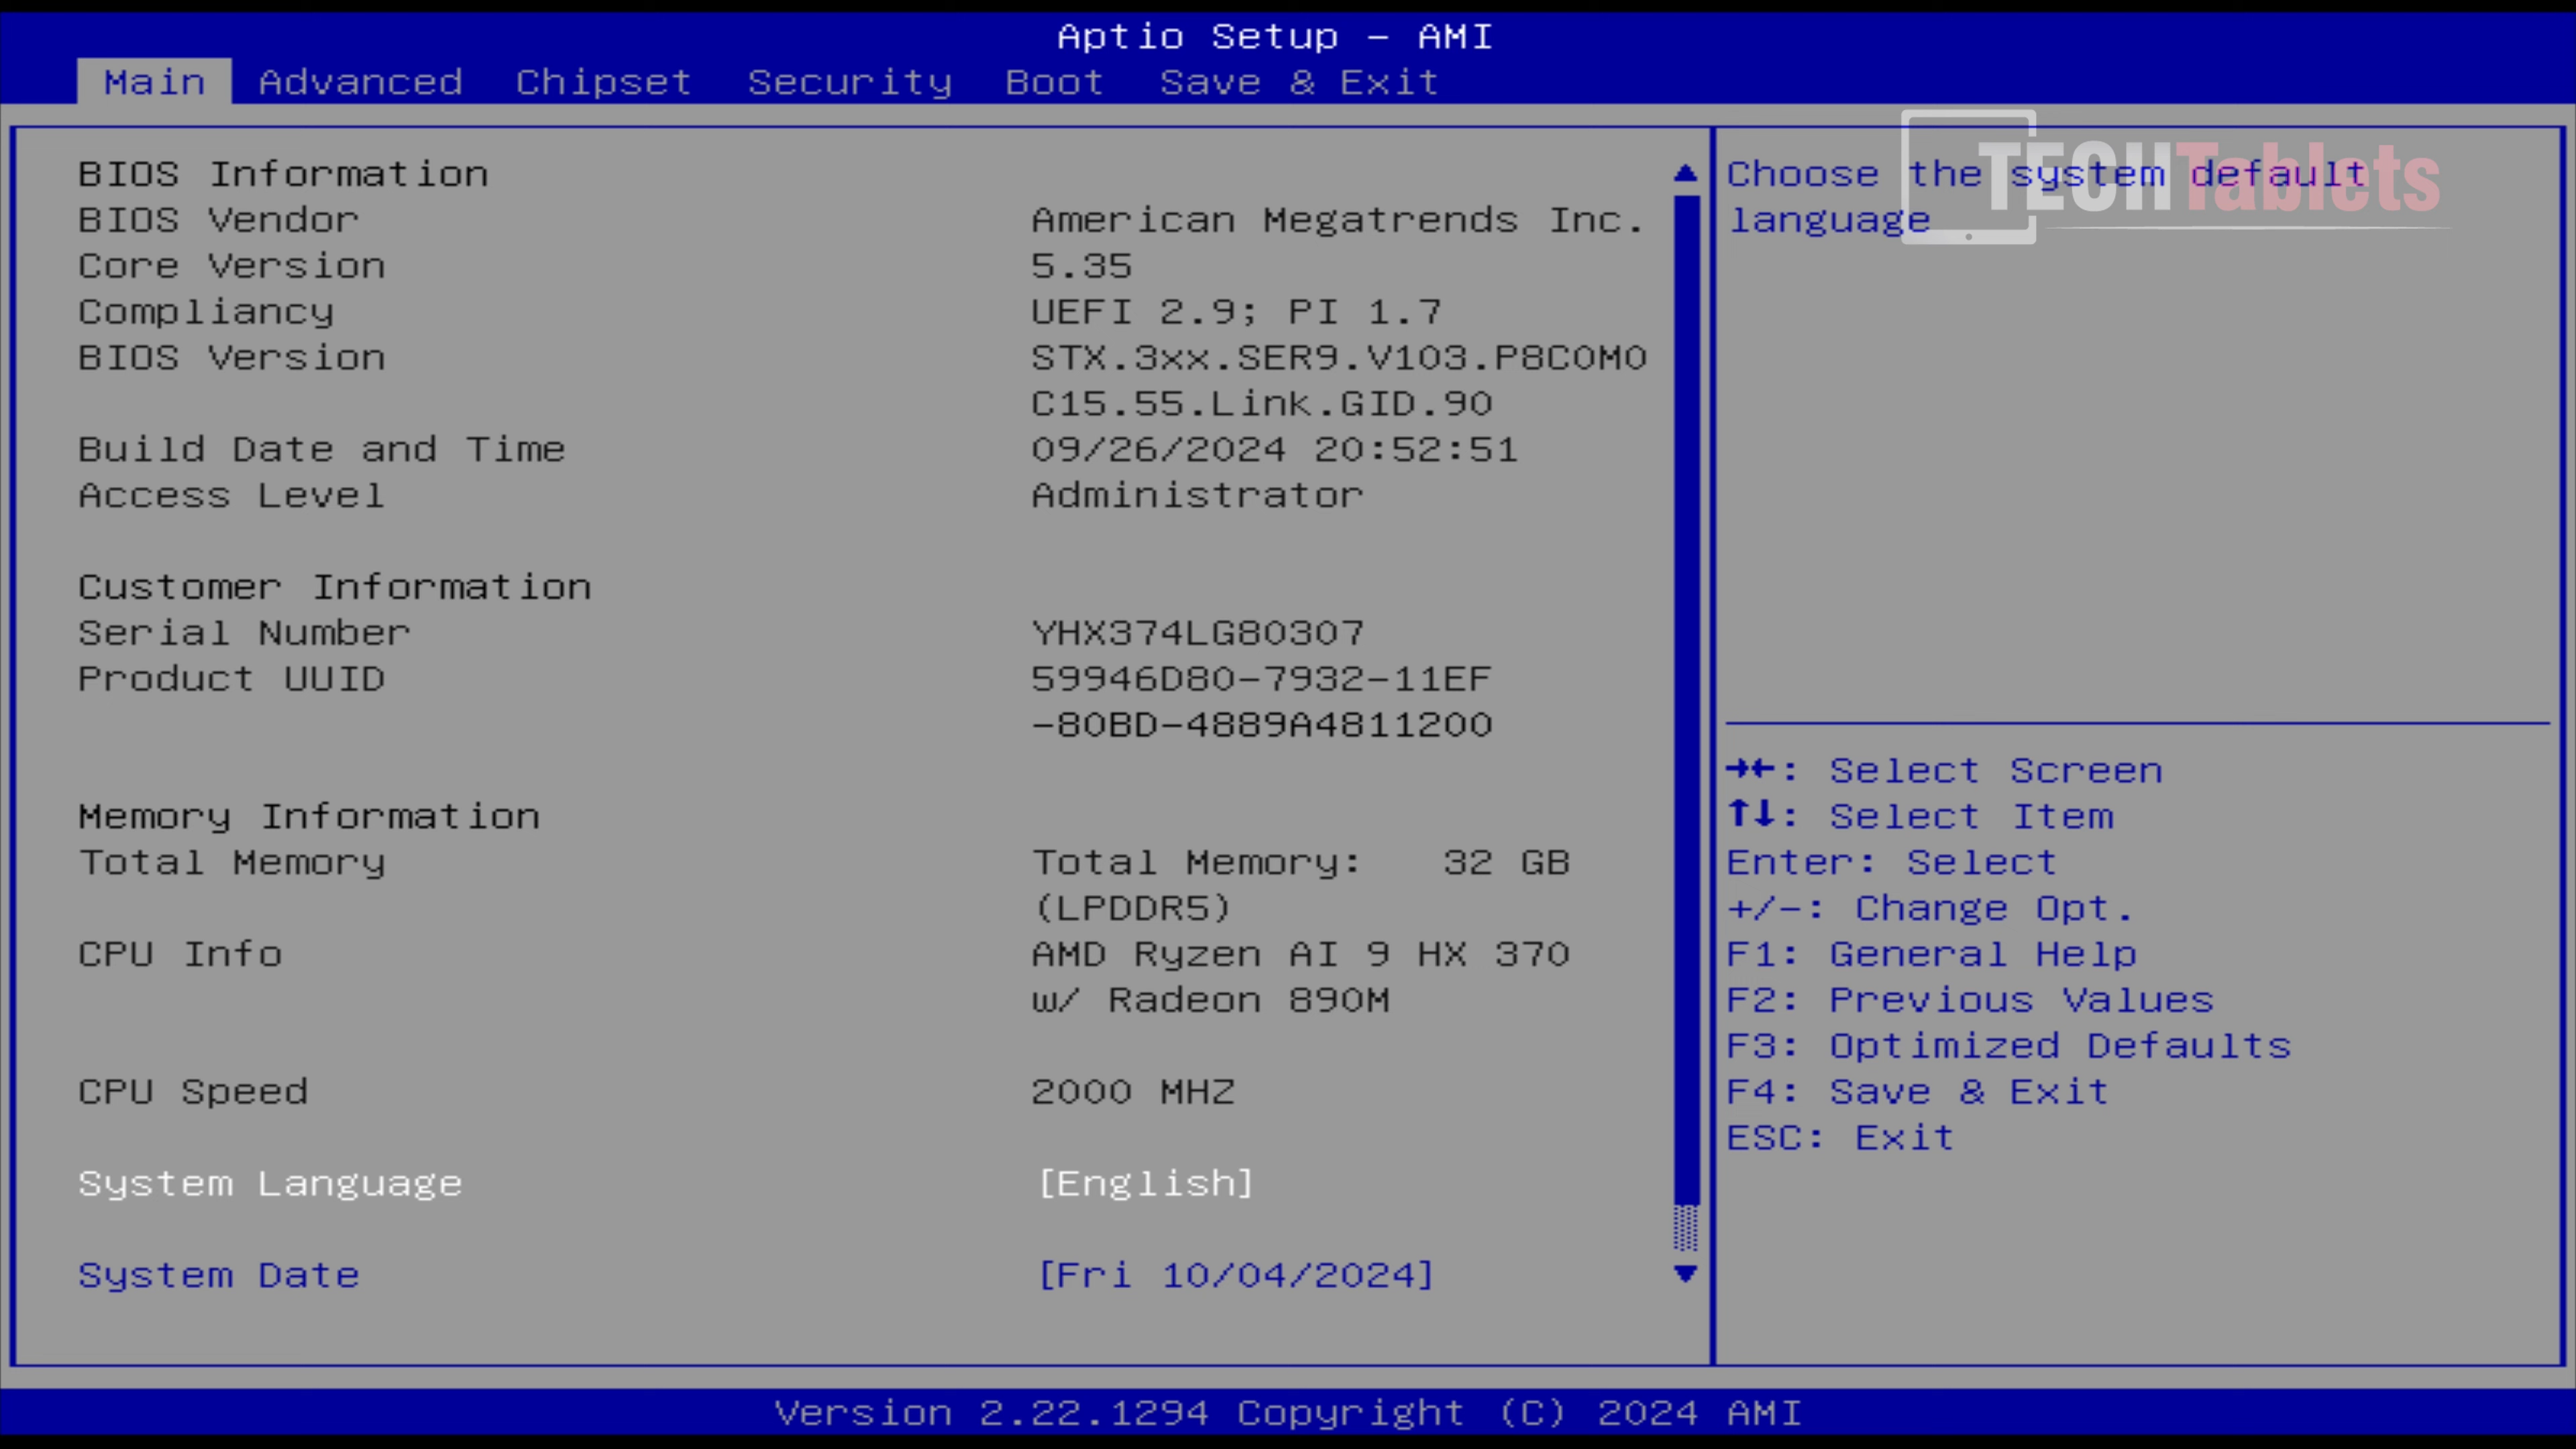 Aptio Setup – AMI
Main Advanced Chipset Security Boot Save & Exit
TECHTablets
BIOS Information
BIOS Vendor American Megatrends Inc.
Core Version 5.35
Compliancy UEFI 2.9; PI 1.7
BIOS Version STX.3xx.SER9.V103.P8C0M0
C15.55.Link.GID.90
Build Date and Time 09/26/2024 20:52:51
Access Level Administrator
Customer Information
Serial Number YHX374LG80307
Product UUID 59946D80-7932-11EF
-80BD-4889A4811200
Memory Information
Total Memory Total Memory: 32 GB
(LPDDR5)
CPU Info AMD Ryzen AI 9 HX 370
w/ Radeon 890M
CPU Speed 2000 MHZ
System Language [English]
System Date [Fri 10/04/2024]
Choose the system default
language
→←: Select Screen
↑↓: Select Item
Enter: Select
+/-: Change Opt.
F1: General Help
F2: Previous Values
F3: Optimized Defaults
F4: Save & Exit
ESC: Exit
Version 2.22.1294 Copyright (C) 2024 AMI